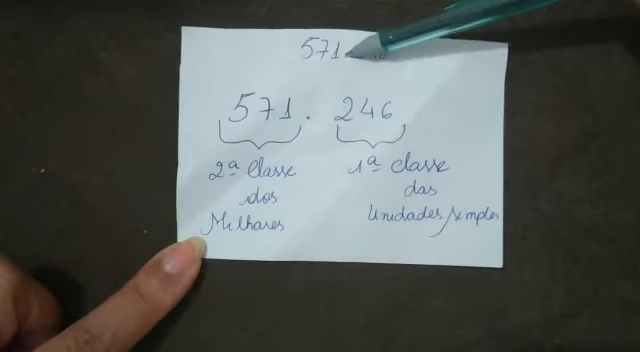 571.
571. 246
2ª Classe
dos
Milhares
1ª Classe
das
Unidades simples